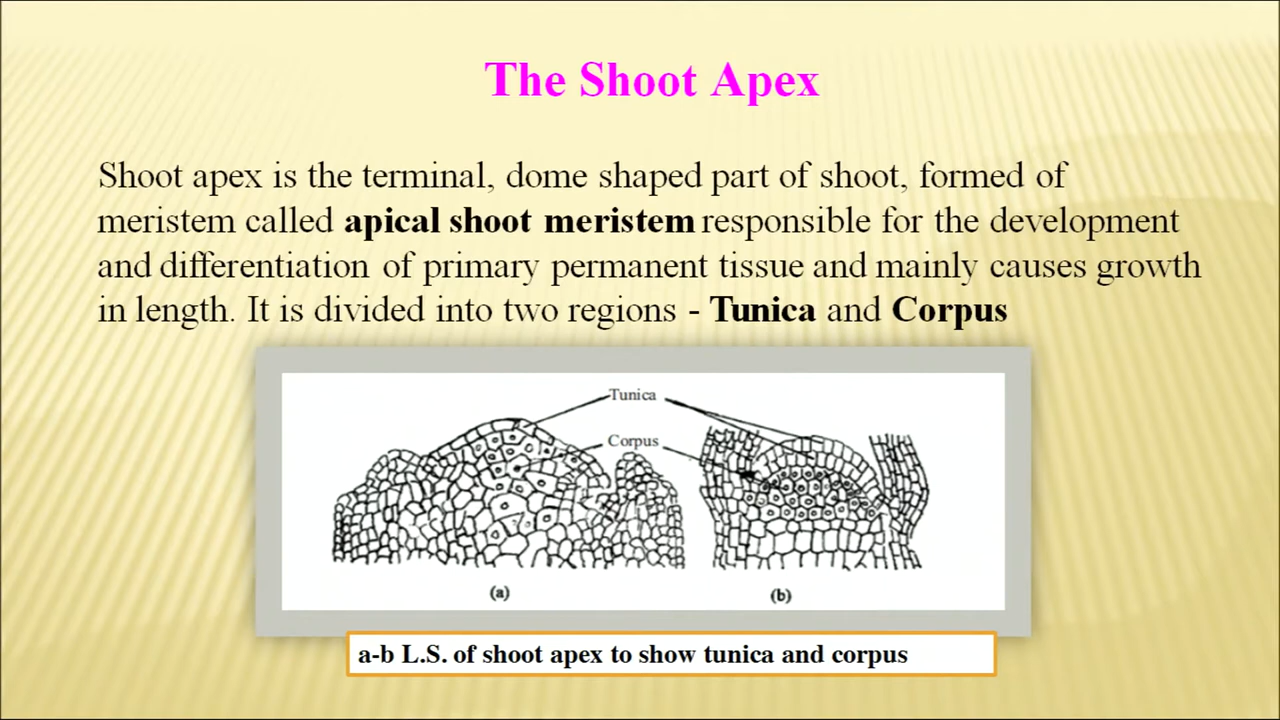 The Shoot Apex
Shoot apex is the terminal, dome shaped part of shoot, formed of
meristem called apical shoot meristem responsible for the development
and differentiation of primary permanent tissue and mainly causes growth
in length. It is divided into two regions - Tunica and Corpus
Tunica
Corpus
(a)
(b)
a-b L.S. of shoot apex to show tunica and corpus